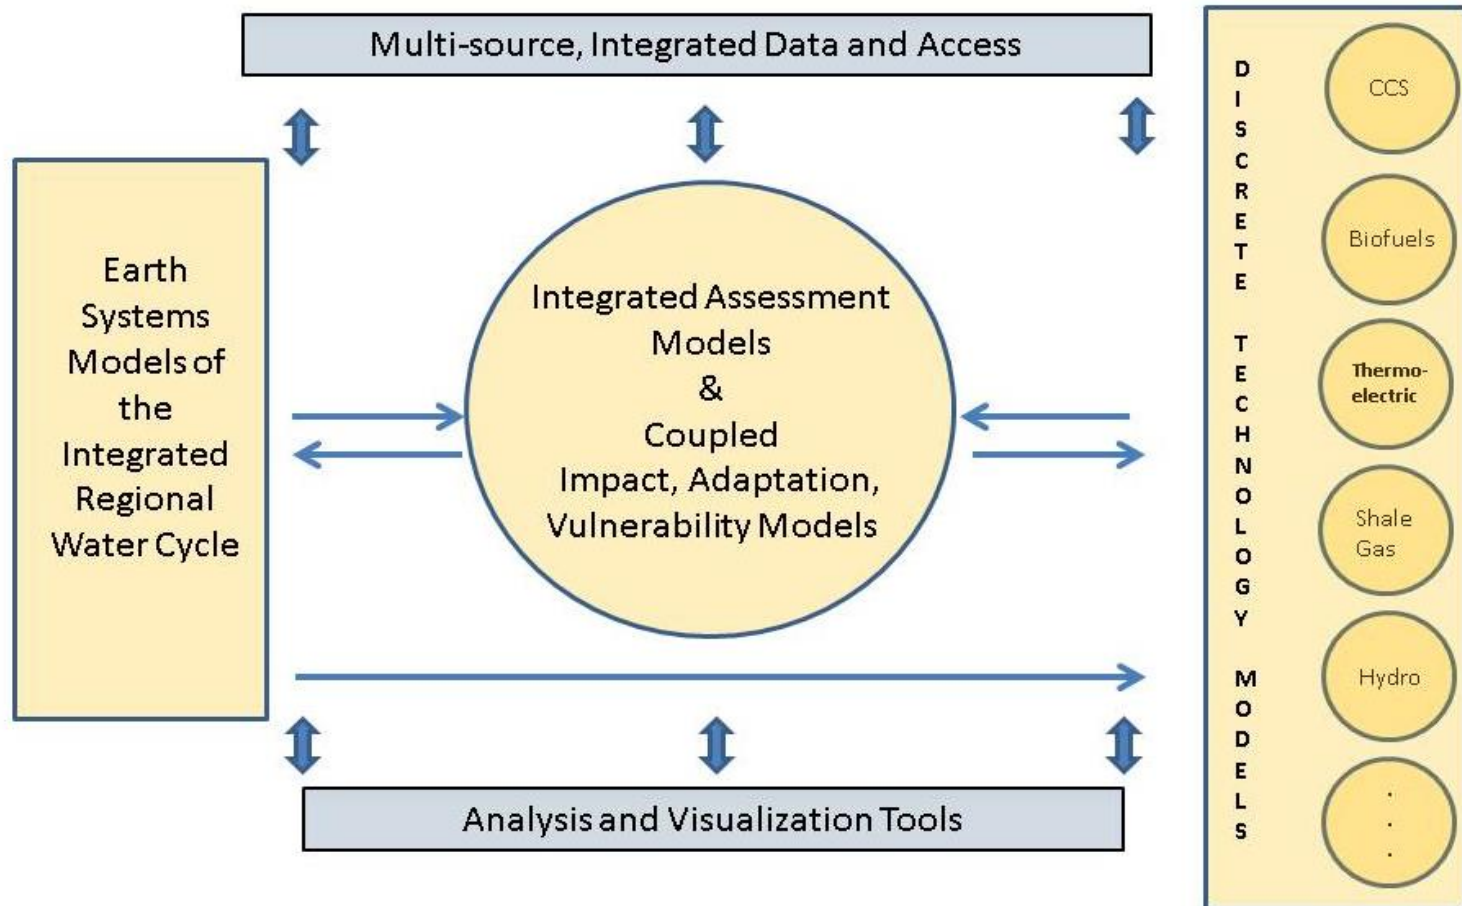 Multi-source, Integrated Data and Access
Earth
Systems
Models of
the
Integrated
Regional
Water Cycle
Integrated Assessment
Models
&
Coupled
Impact, Adaptation,
Vulnerability Models
Analysis and Visualization Tools
D
I
S
C
R
E
T
E
T
E
C
H
N
O
L
O
G
Y
M
O
D
E
L
S
CCS
Biofuels
Thermo-
electric
Shale
Gas
Hydro
.
.
.